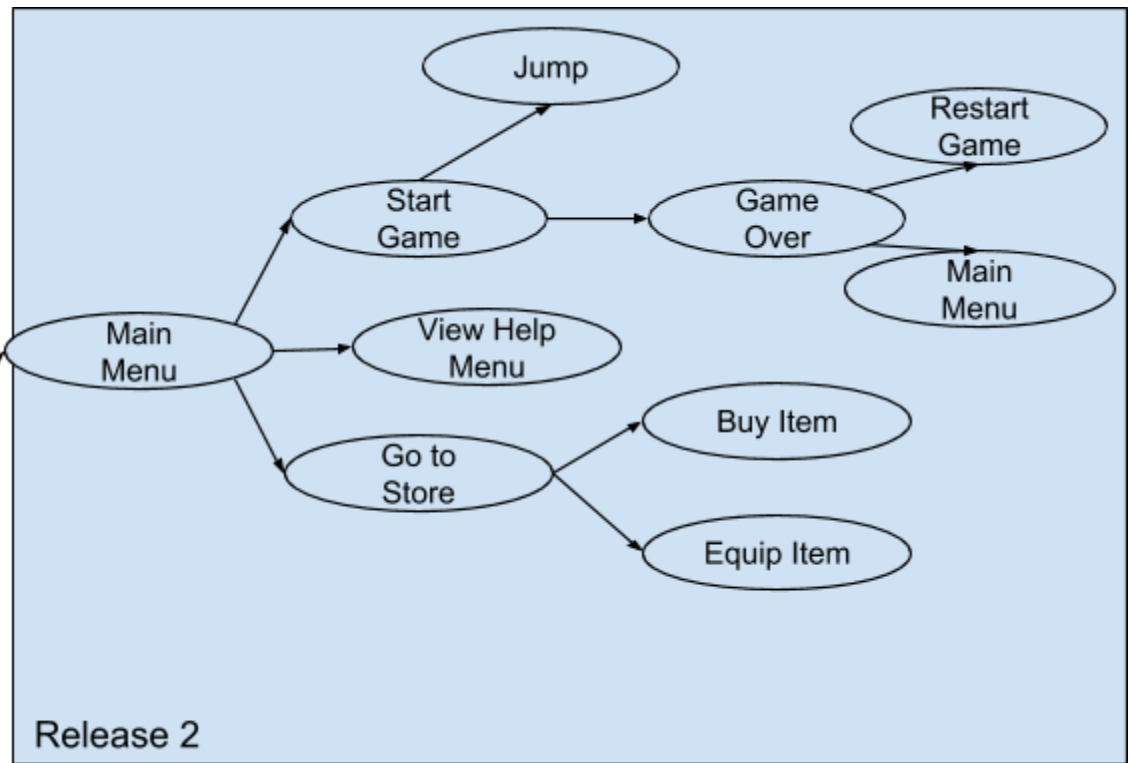 Jump
Restart
Game
Start
Game
Game
Over
Main
Menu
Main
Menu
View Help
Menu
Go to
Store
Buy Item
Equip Item
Release 2